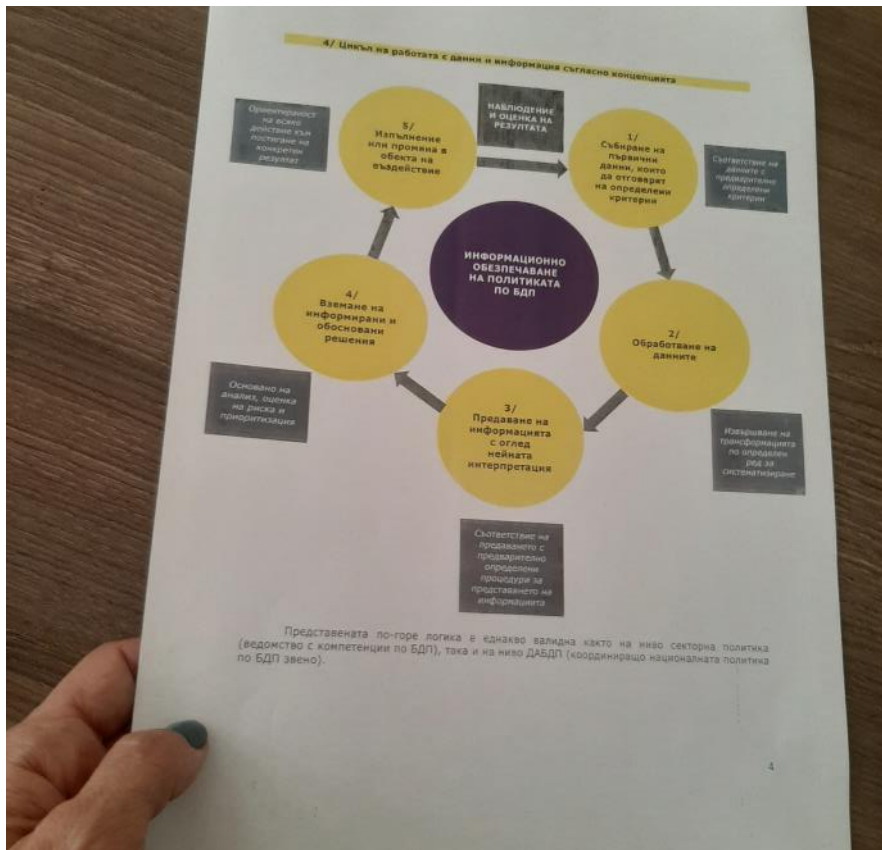 4/ Цикъл на работата с данни и информация съгласно концепцията
Ориентираност
на всяко
действие към
постигане на
конкретен
резултат
5/
Изпълнение
или промяна в
обекта на
въздействие
НАБЛЮДЕНИЕ
И ОЦЕНКА НА
РЕЗУЛТАТА
1/
Събиране на
първични
данни, които
да отговарят
на определени
критерии
Съответствие на
данните с
предварително
определени
критерии
ИНФОРМАЦИОННО
ОБЕЗПЕЧАВАНЕ
НА ПОЛИТИКАТА
ПО БДП
4/
Вземане на
информирани и
обосновани
решения
2/
Обработване на
данните
Основано на
анализ, оценка
на риска и
приоритизация
3/
Предаване на
информацията
с оглед
нейната
интерпретация
Извършване на
трансформацията
по определен
ред за
систематизиране
Съответствие на
предаването с
предварително
определени
процедури за
представянето на
информацията
Представената по-горе логика е еднакво валидна както на ниво секторна политика
(ведомство с компетенции по БДП), така и на ниво ДАБДП (координиращо националната политика
по БДП звено).
4